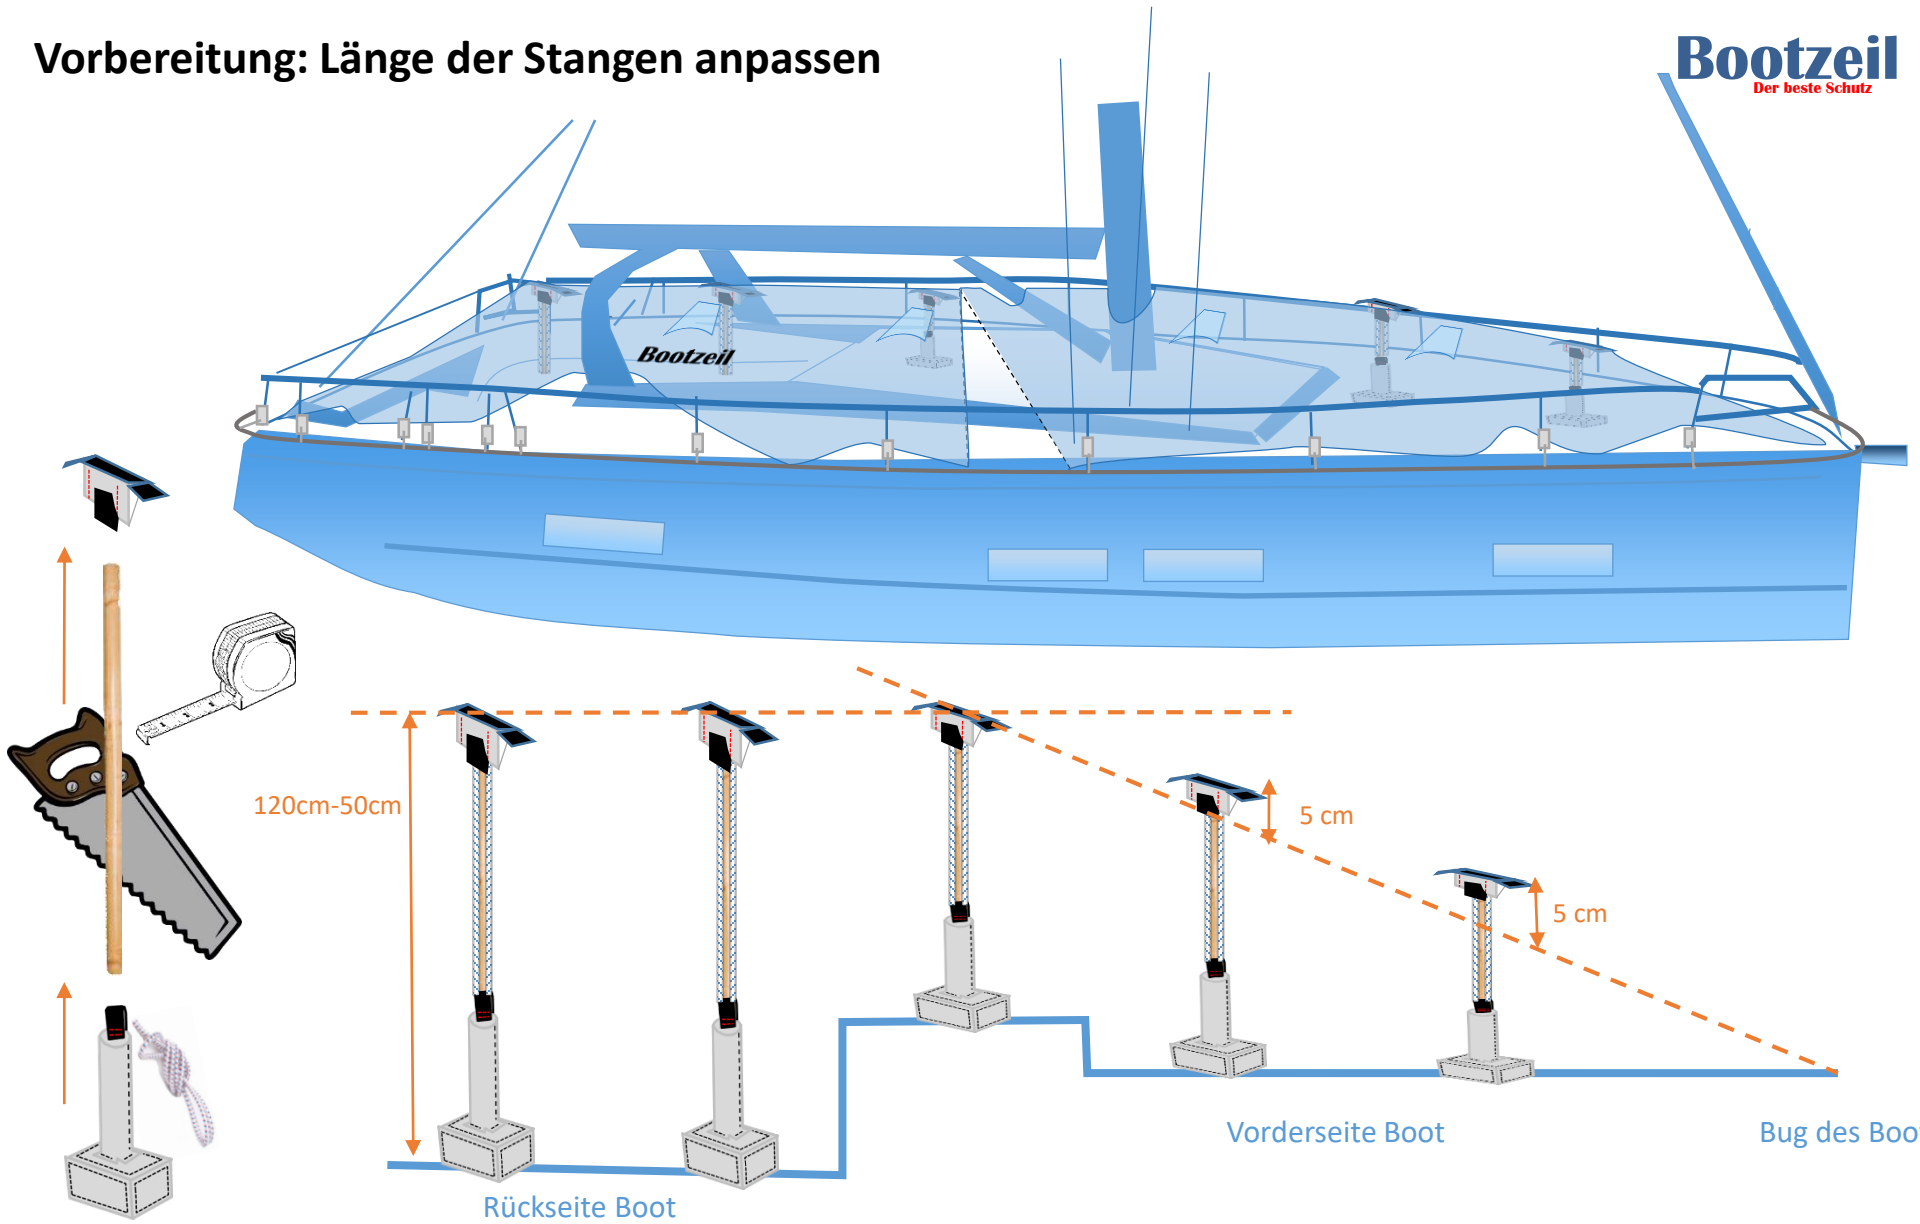 Vorbereitung: Länge der Stangen anpassen
Bootzeil
Der beste Schutz
Bootzeil
120cm-50cm
5 cm
5 cm
Vorderseite Boot
Bug des Boo
Rückseite Boot